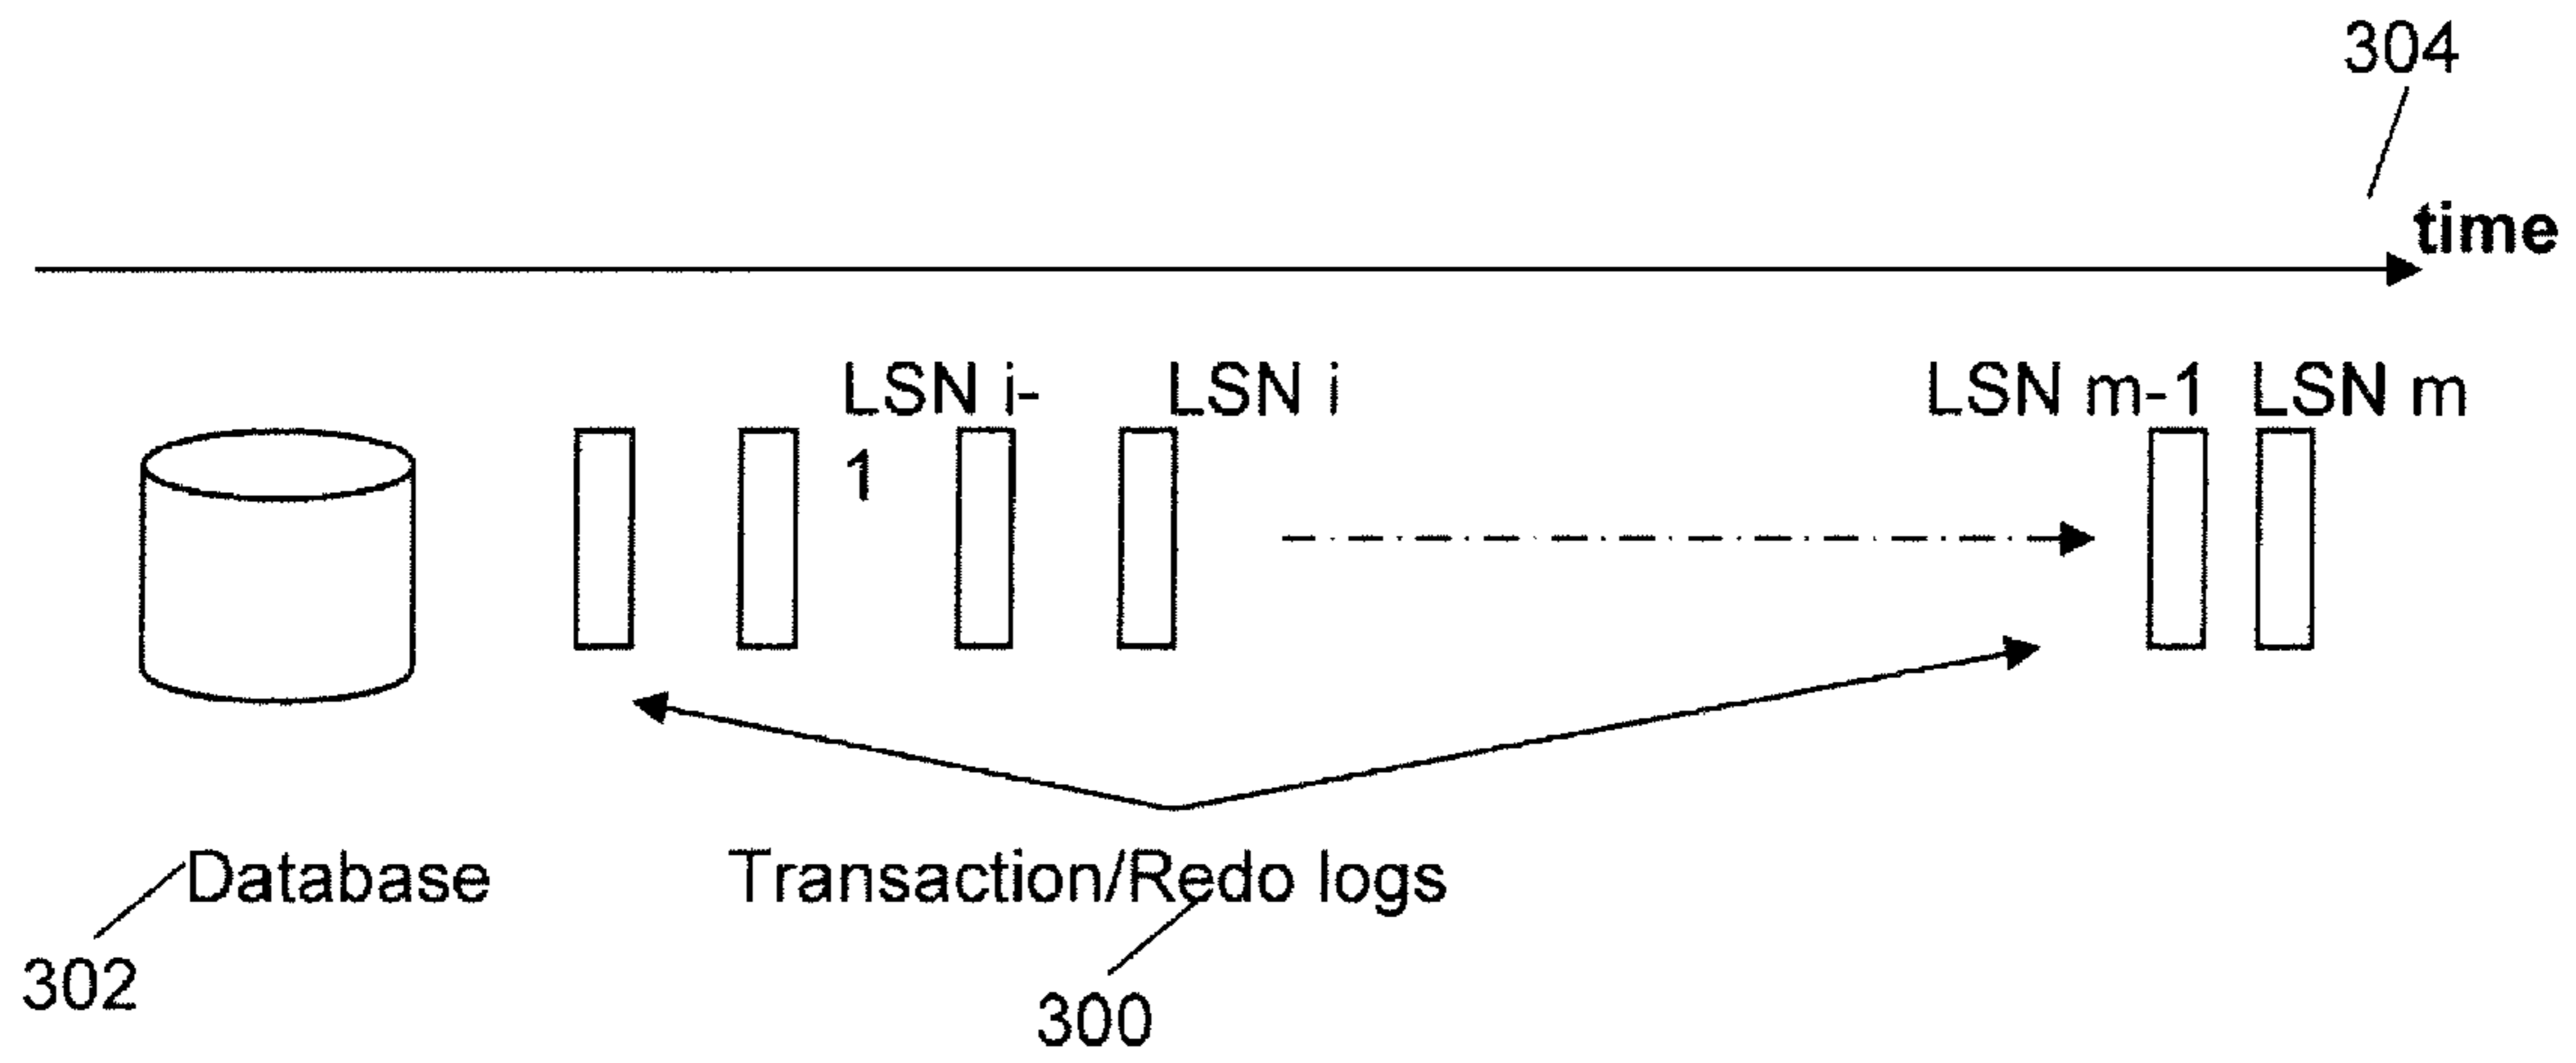 304
time
LSN i-
1
LSN i
LSN m-1
LSN m
Database
Transaction/Redo logs
302
300